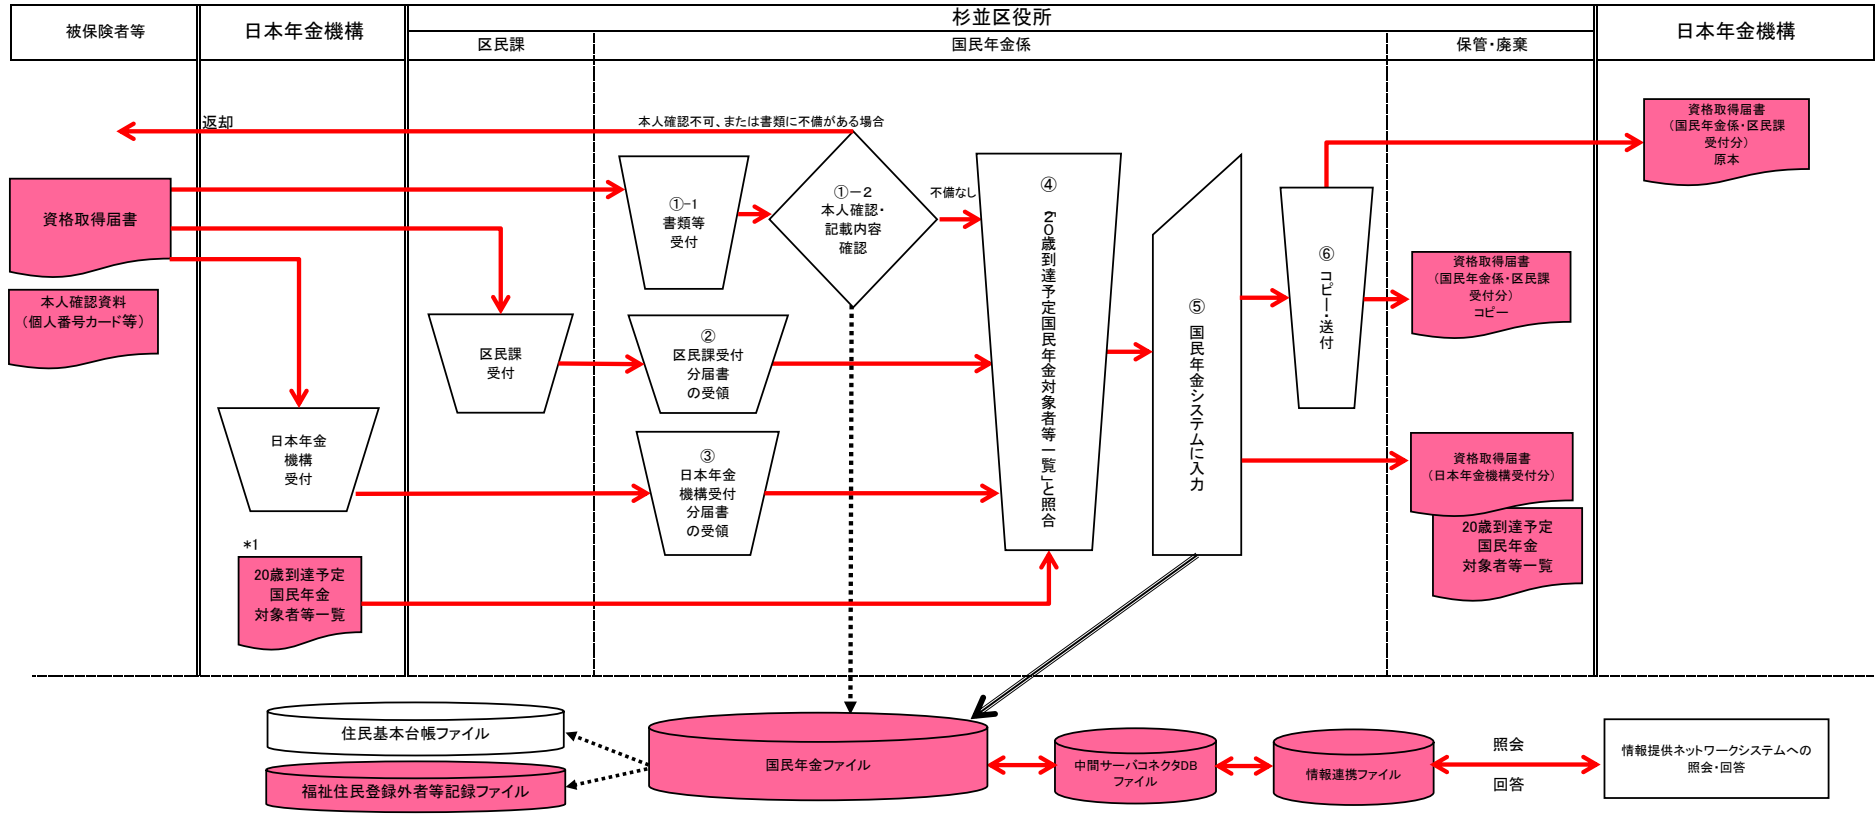 被保険者等
日本年金機構
杉並区役所
日本年金機構
区民課
国民年金係
保管・廃棄
返却
本人確認不可、または書類に不備がある場合
資格取得届書
(国民年金係・区民課
受付分)
原本
資格取得届書
本人確認資料
(個人番号カード等)
①-1
書類等
受付
①-2
本人確認・
記載内容
確認
不備なし
④ 「20歳到達予定国民年金対象者等一覧」と照合
⑤ 国民年金システムに入力
⑥ コピー・送付
資格取得届書
(国民年金係・区民課
受付分)
コピー
区民課
受付
②
区民課受付
分届書
の受領
日本年金
機構
受付
③
日本年金
機構受付
分届書
の受領
資格取得届書
(日本年金機構受付分)
20歳到達予定
国民年金
対象者等一覧
*1
20歳到達予定
国民年金
対象者等一覧
住民基本台帳ファイル
福祉住民登録外者等記録ファイル
国民年金ファイル
中間サーバコネクタDB
ファイル
情報連携ファイル
照会
回答
情報提供ネットワークシステムへの
照会・回答